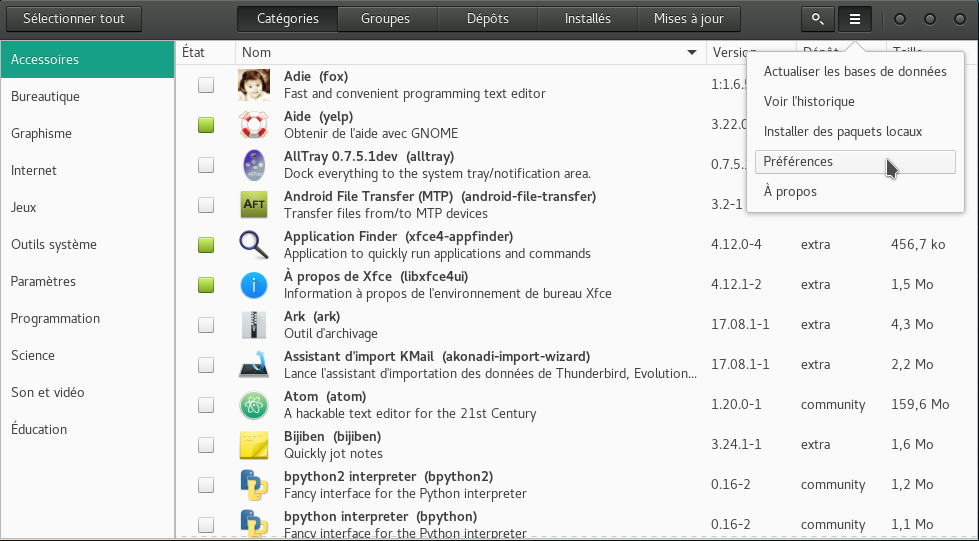 Sélectionner tout
Catégories
Groupes
Dépôts
Installés
Mises à jour
Accessoires
Bureautique
Graphisme
Internet
Jeux
Outils système
Paramètres
Programmation
Science
Son et vidéo
Éducation
État Nom Version Dépôt Taille
Adie (fox)
Fast and convenient programming text editor
1:1.6.5
Aide (yelp)
Obtenir de l'aide avec GNOME
3.22.0
AllTray 0.7.5.1dev (alltray)
Dock everything to the system tray/notification area.
0.7.5.
AFT
Android File Transfer (MTP) (android-file-transfer)
Transfer files from/to MTP devices
3.2-1
Application Finder (xfce4-appfinder)
Application to quickly run applications and commands
4.12.0-4 extra 456,7 ko
À propos de Xfce (libxfce4ui)
Information à propos de l'environnement de bureau Xfce
4.12.1-2 extra 1,5 Mo
Ark (ark)
Outil d'archivage
17.08.1-1 extra 4,3 Mo
Assistant d'import KMail (akonadi-import-wizard)
Lance l'assistant d'importation des données de Thunderbird, Evolution...
17.08.1-1 extra 2,2 Mo
Atom (atom)
A hackable text editor for the 21st Century
1.20.0-1 community 159,6 Mo
Bijiben (bijiben)
Quickly jot notes
3.24.1-1 extra 1,6 Mo
bpython2 interpreter (bpython2)
Fancy interface for the Python interpreter
0.16-2 community 1,2 Mo
bpython interpreter (bpython)
Fancy interface for the Python interpreter
0.16-2 community 1,1 Mo
Actualiser les bases de données
Voir l'historique
Installer des paquets locaux
Préférences
À propos